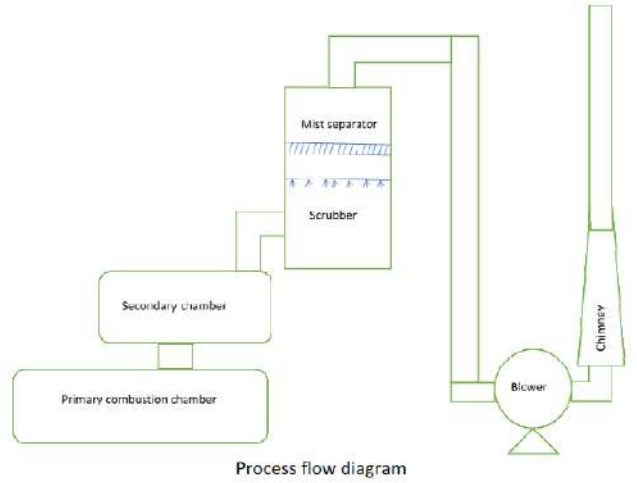 Mist separator
Scrubber
Secondary chamber
Primary combustion chamber
Blower
Chimney
Process flow diagram